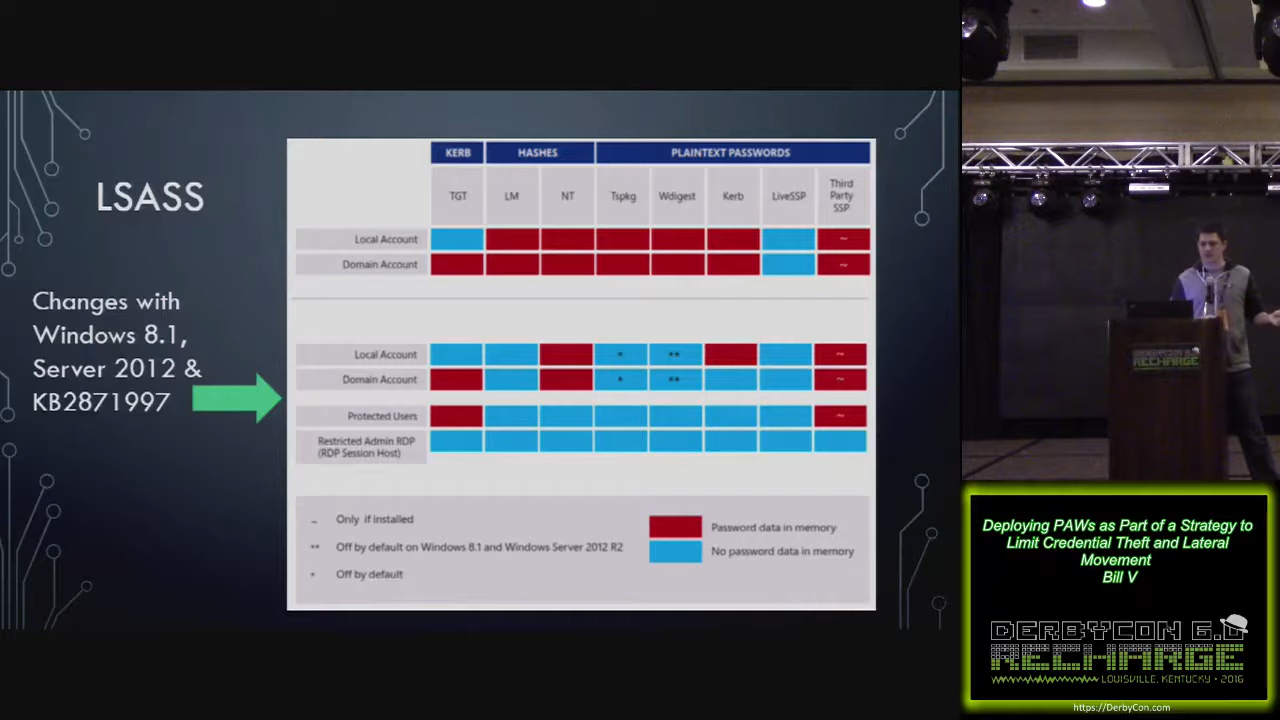 LSASS
Changes with
Windows 8.1,
Server 2012 &
KB2871997
KERB HASHES PLAINTEXT PASSWORDS
TGT LM NT Tspkg Wdigest Kerb LiveSSP Third
Party
SSP
Local Account ~
Domain Account ~
Local Account * ** ~
Domain Account * ** ~
Protected Users ~
Restricted Admin RDP
(RDP Session Host)
~ Only if installed
** Off by default on Windows 8.1 and Windows Server 2012 R2
* Off by default
Password data in memory
No password data in memory
DERBYCON 6.0
RECHARGE
Deploying PAWs as Part of a Strategy to
Limit Credential Theft and Lateral
Movement
Bill V
DERBYCON 6.0
RECHARGE
LOUISVILLE, KENTUCKY • 2016
https://DerbyCon.com